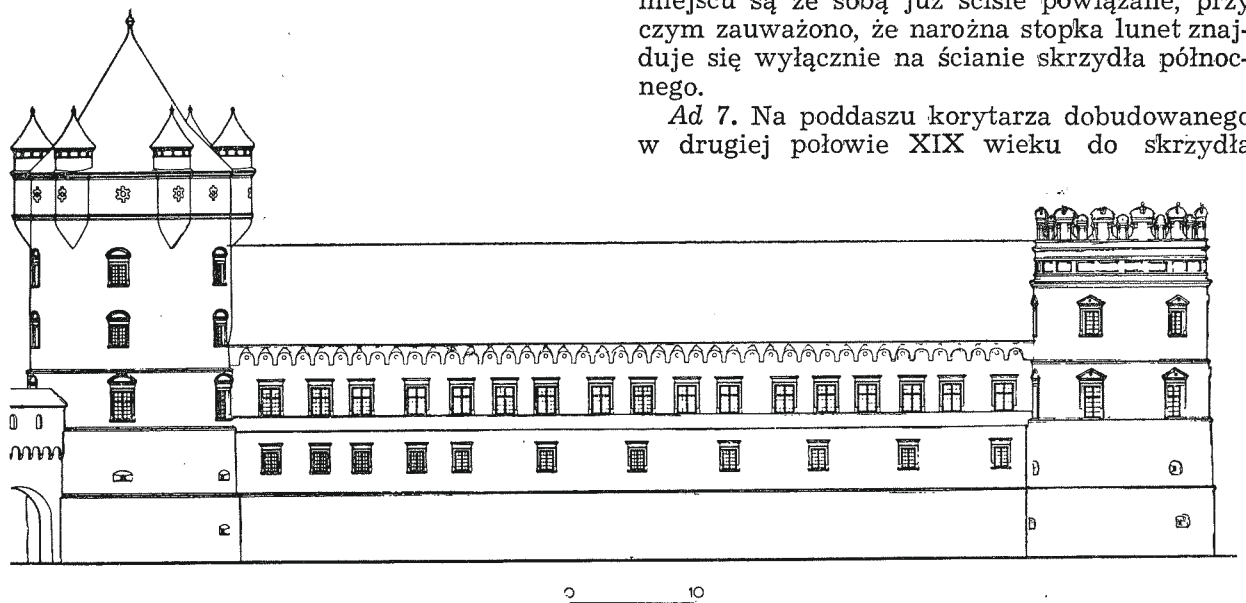 miejscu są ze sobą już ściśle powiązane, przy
czym zauważono, że narożna stopka lunet znaj-
duje się wyłącznie na ścianie skrzydła północ-
nego.
Ad 7. Na poddaszu korytarza dobudowanego
w drugiej połowie XIX wieku do skrzydła
0 10